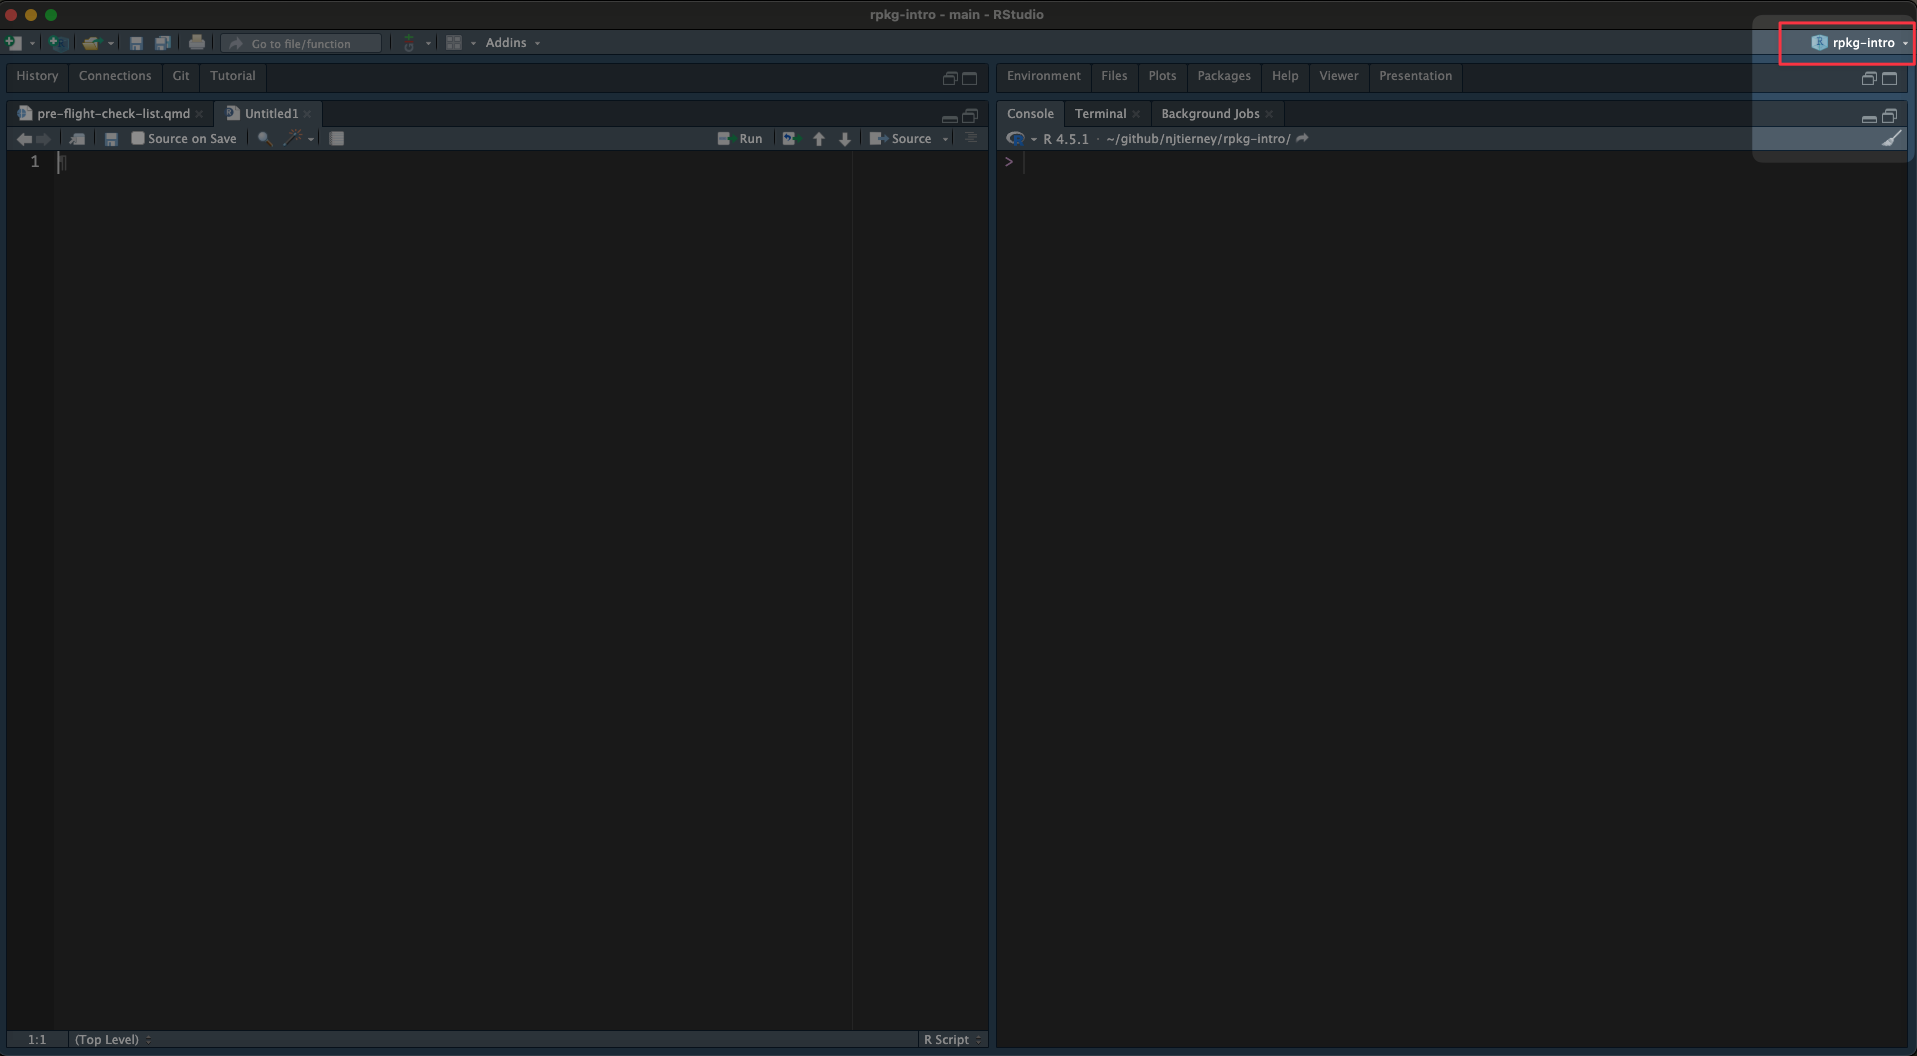 rpkg-intro - main - RStudio
Go to file/function Addins rpkg-intro
History Connections Git Tutorial
Environment Files Plots Packages Help Viewer Presentation
pre-flight-check-list.qmd Untitled1
Source on Save Run Source
1 ¶
Console Terminal Background Jobs
R 4.5.1 · ~/github/njtierney/rpkg-intro/
>
1:1 (Top Level) R Script